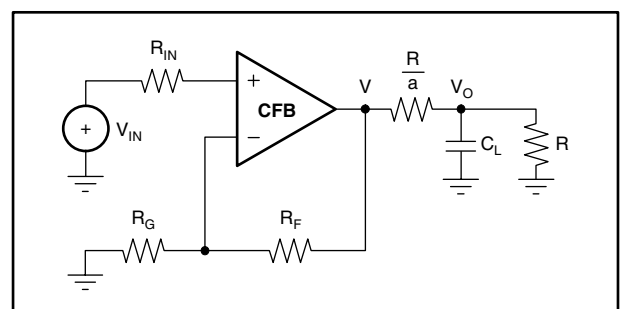 R_IN
+
CFB
−
+
V_IN
V
R
a
V_O
C_L
R
R_G
R_F